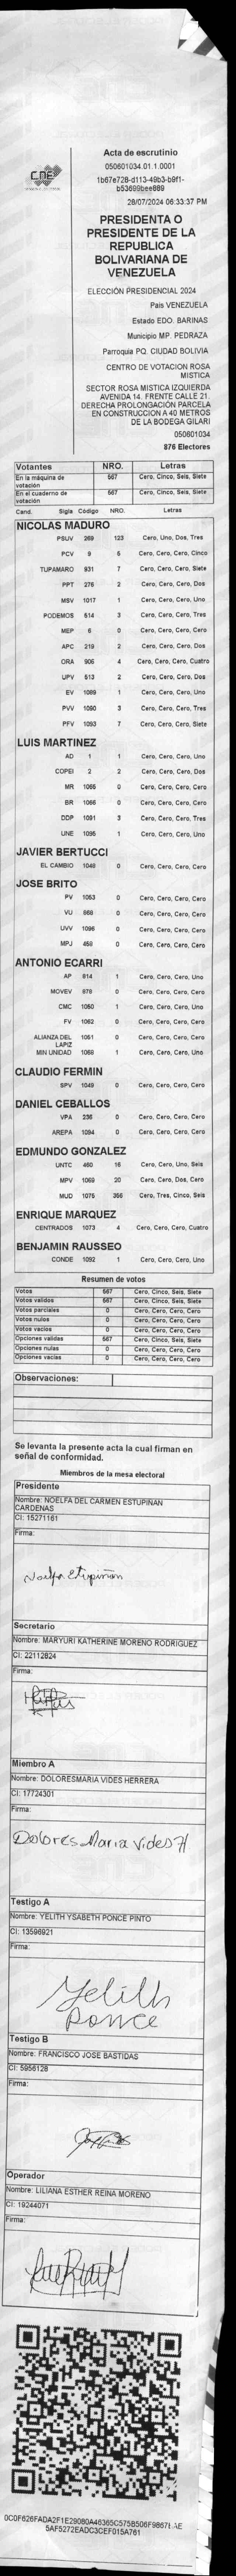 CNE
Acta de escrutinio
050601034.01.1.0001
1b67e728-d113-49b3-b9f1-
b53699bee889
28/07/2024 06:33:37 PM
PRESIDENTA O
PRESIDENTE DE LA
REPUBLICA
BOLIVARIANA DE
VENEZUELA
ELECCIÓN PRESIDENCIAL 2024
País VENEZUELA
Estado EDO. BARINAS
Municipio MP. PEDRAZA
Parroquia PQ. CIUDAD BOLIVIA
CENTRO DE VOTACION ROSA
MISTICA
SECTOR ROSA MISTICA IZQUIERDA
AVENIDA 14. FRENTE CALLE 21.
DERECHA PROLONGACIÓN PARCELA
EN CONSTRUCCION A 40 METROS
DE LA BODEGA GILARI
050601034
876 Electores
Votantes NRO. Letras
En la máquina de votación 567 Cero, Cinco, Seis, Siete
En el cuaderno de votación 567 Cero, Cinco, Seis, Siete
Cand. Sigla Código NRO. Letras
NICOLAS MADURO
PSUV 269 123 Cero, Uno, Dos, Tres
PCV 9 5 Cero, Cero, Cero, Cinco
TUPAMARO 931 7 Cero, Cero, Cero, Siete
PPT 276 2 Cero, Cero, Cero, Dos
MSV 1017 1 Cero, Cero, Cero, Uno
PODEMOS 514 3 Cero, Cero, Cero, Tres
MEP 6 0 Cero, Cero, Cero, Cero
APC 219 2 Cero, Cero, Cero, Dos
ORA 906 4 Cero, Cero, Cero, Cuatro
UPV 513 2 Cero, Cero, Cero, Dos
EV 1089 1 Cero, Cero, Cero, Uno
PVV 1090 3 Cero, Cero, Cero, Tres
PFV 1093 7 Cero, Cero, Cero, Siete
LUIS MARTINEZ
AD 1 1 Cero, Cero, Cero, Uno
COPEI 2 2 Cero, Cero, Cero, Dos
MR 1065 0 Cero, Cero, Cero, Cero
BR 1066 0 Cero, Cero, Cero, Cero
DDP 1091 3 Cero, Cero, Cero, Tres
UNE 1095 1 Cero, Cero, Cero, Uno
JAVIER BERTUCCI
EL CAMBIO 1048 0 Cero, Cero, Cero, Cero
JOSE BRITO
PV 1053 0 Cero, Cero, Cero, Cero
VU 868 0 Cero, Cero, Cero, Cero
UVV 1096 0 Cero, Cero, Cero, Cero
MPJ 458 0 Cero, Cero, Cero, Cero
ANTONIO ECARRI
AP 814 1 Cero, Cero, Cero, Uno
MOVEV 878 0 Cero, Cero, Cero, Cero
CMC 1050 1 Cero, Cero, Cero, Uno
FV 1062 0 Cero, Cero, Cero, Cero
ALIANZA DEL LAPIZ 1051 0 Cero, Cero, Cero, Cero
MIN UNIDAD 1068 1 Cero, Cero, Cero, Uno
CLAUDIO FERMIN
SPV 1049 0 Cero, Cero, Cero, Cero
DANIEL CEBALLOS
VPA 256 0 Cero, Cero, Cero, Cero
AREPA 1094 0 Cero, Cero, Cero, Cero
EDMUNDO GONZALEZ
UNTC 460 16 Cero, Cero, Uno, Seis
MPV 1069 20 Cero, Cero, Dos, Cero
MUD 1075 356 Cero, Tres, Cinco, Seis
ENRIQUE MARQUEZ
CENTRADOS 1073 4 Cero, Cero, Cero, Cuatro
BENJAMIN RAUSSEO
CONDE 1092 1 Cero, Cero, Cero, Uno
Resumen de votos
Votos 567 Cero, Cinco, Seis, Siete
Votos validos 567 Cero, Cinco, Seis, Siete
Votos parciales 0 Cero, Cero, Cero, Cero
Votos nulos 0 Cero, Cero, Cero, Cero
Votos vacios 0 Cero, Cero, Cero, Cero
Opciones validas 567 Cero, Cinco, Seis, Siete
Opciones nulas 0 Cero, Cero, Cero, Cero
Opciones vacias 0 Cero, Cero, Cero, Cero
Observaciones:
Se levanta la presente acta la cual firman en
señal de conformidad.
Miembros de la mesa electoral
Presidente
Nombre: NOELFA DEL CARMEN ESTUPIÑAN
CARDENAS
CI: 15271161
Firma:
Noelfa Estupiñán
Secretario
Nombre: MARYURI KATHERINE MORENO RODRIGUEZ
CI: 22112824
Firma:
Miembro A
Nombre: DOLORESMARIA VIDES HERRERA
CI: 17724301
Firma:
Dolores Maria Vides H
Testigo A
Nombre: YELITH YSABETH PONCE PINTO
CI: 13596921
Firma:
Yelith
Ponce
Testigo B
Nombre: FRANCISCO JOSE BASTIDAS
CI: 5956128
Firma:
Operador
Nombre: LILIANA ESTHER REINA MORENO
CI: 19244071
Firma: